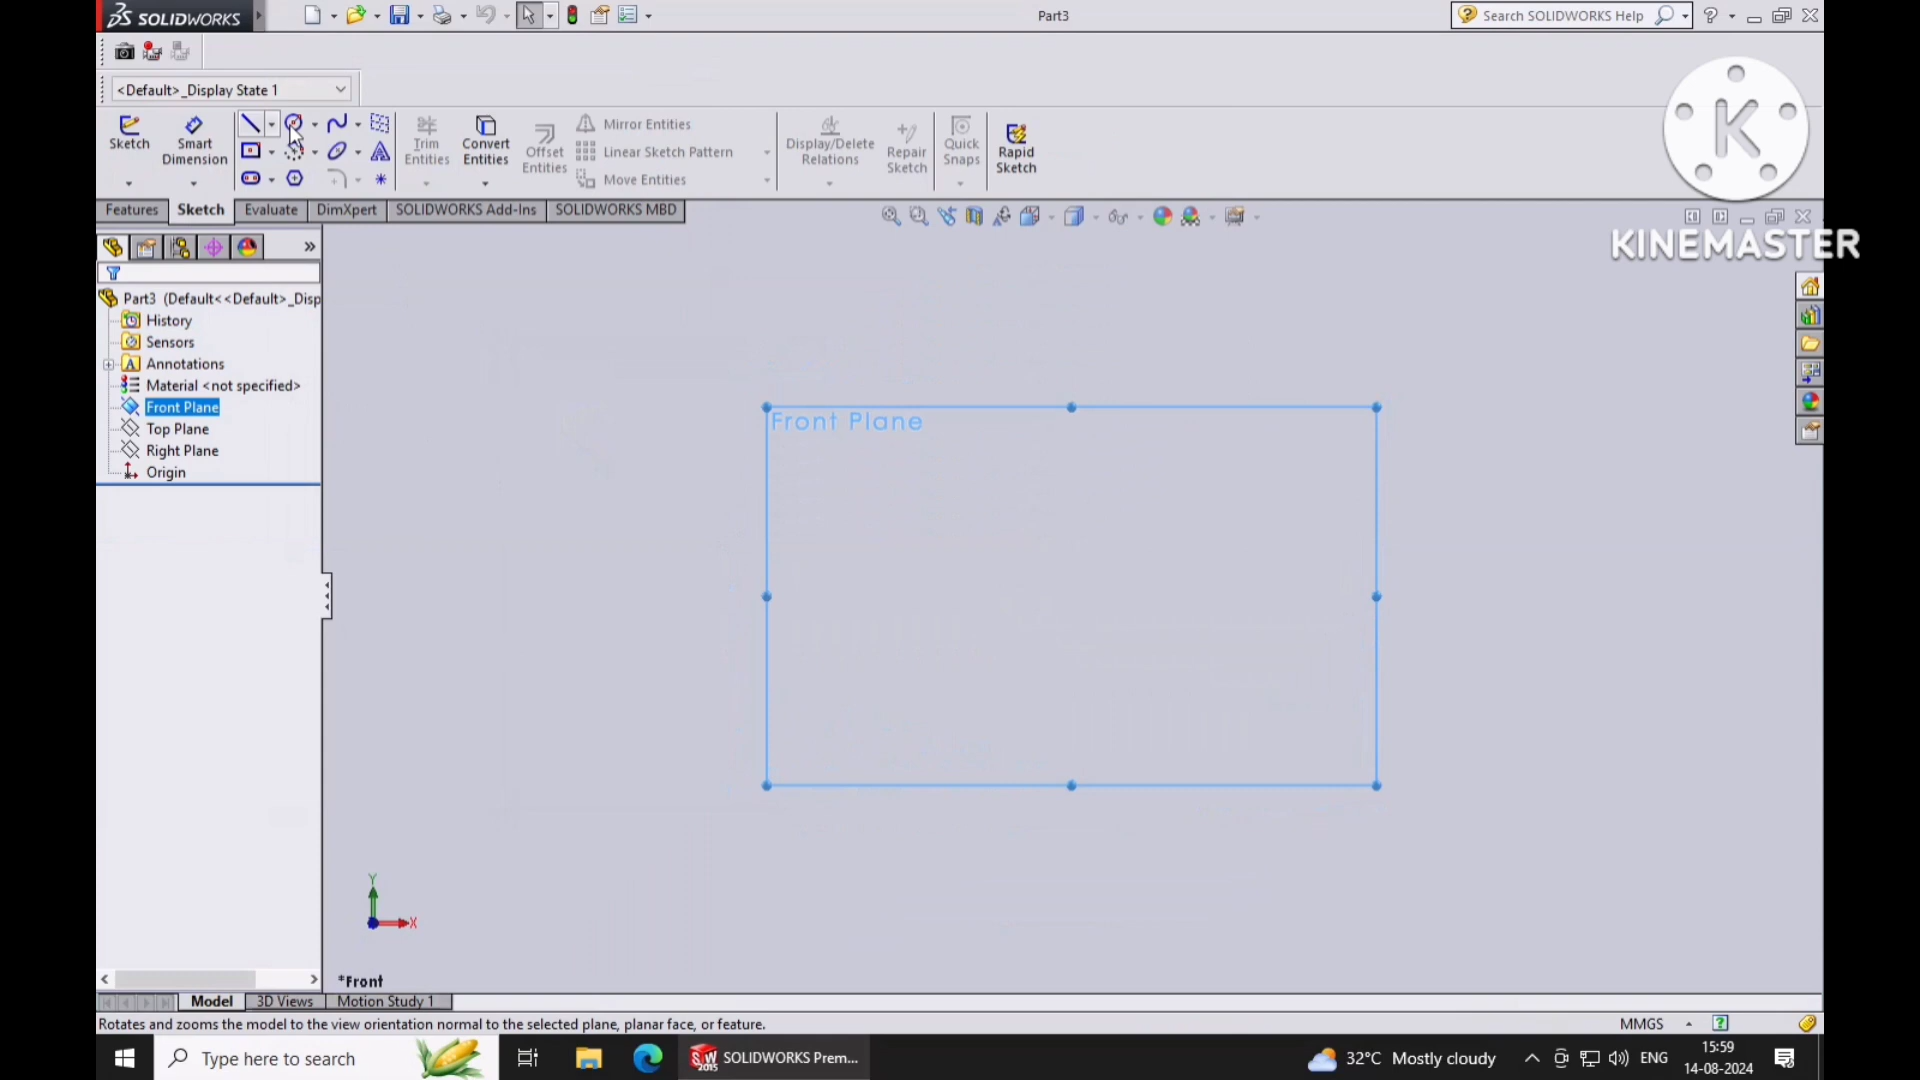 SOLIDWORKS
Part3
Search SOLIDWORKS Help
<Default>_Display State 1
K
KINEMASTER
Sketch
Smart Dimension
Trim Entities
Convert Entities
Offset Entities
Mirror Entities
Linear Sketch Pattern
Move Entities
Display/Delete Relations
Repair Sketch
Quick Snaps
Rapid Sketch
Features
Sketch
Evaluate
DimXpert
SOLIDWORKS Add-Ins
SOLIDWORKS MBD
Part3 (Default<<Default>_Disp
History
Sensors
Annotations
Material <not specified>
Front Plane
Top Plane
Right Plane
Origin
Front Plane
Y
X
*Front
Model
3D Views
Motion Study 1
Rotates and zooms the model to the view orientation normal to the selected plane, planar face, or feature.
MMGS
Type here to search
SW 2015
SOLIDWORKS Prem...
32°C Mostly cloudy
ENG
15:59
14-08-2024